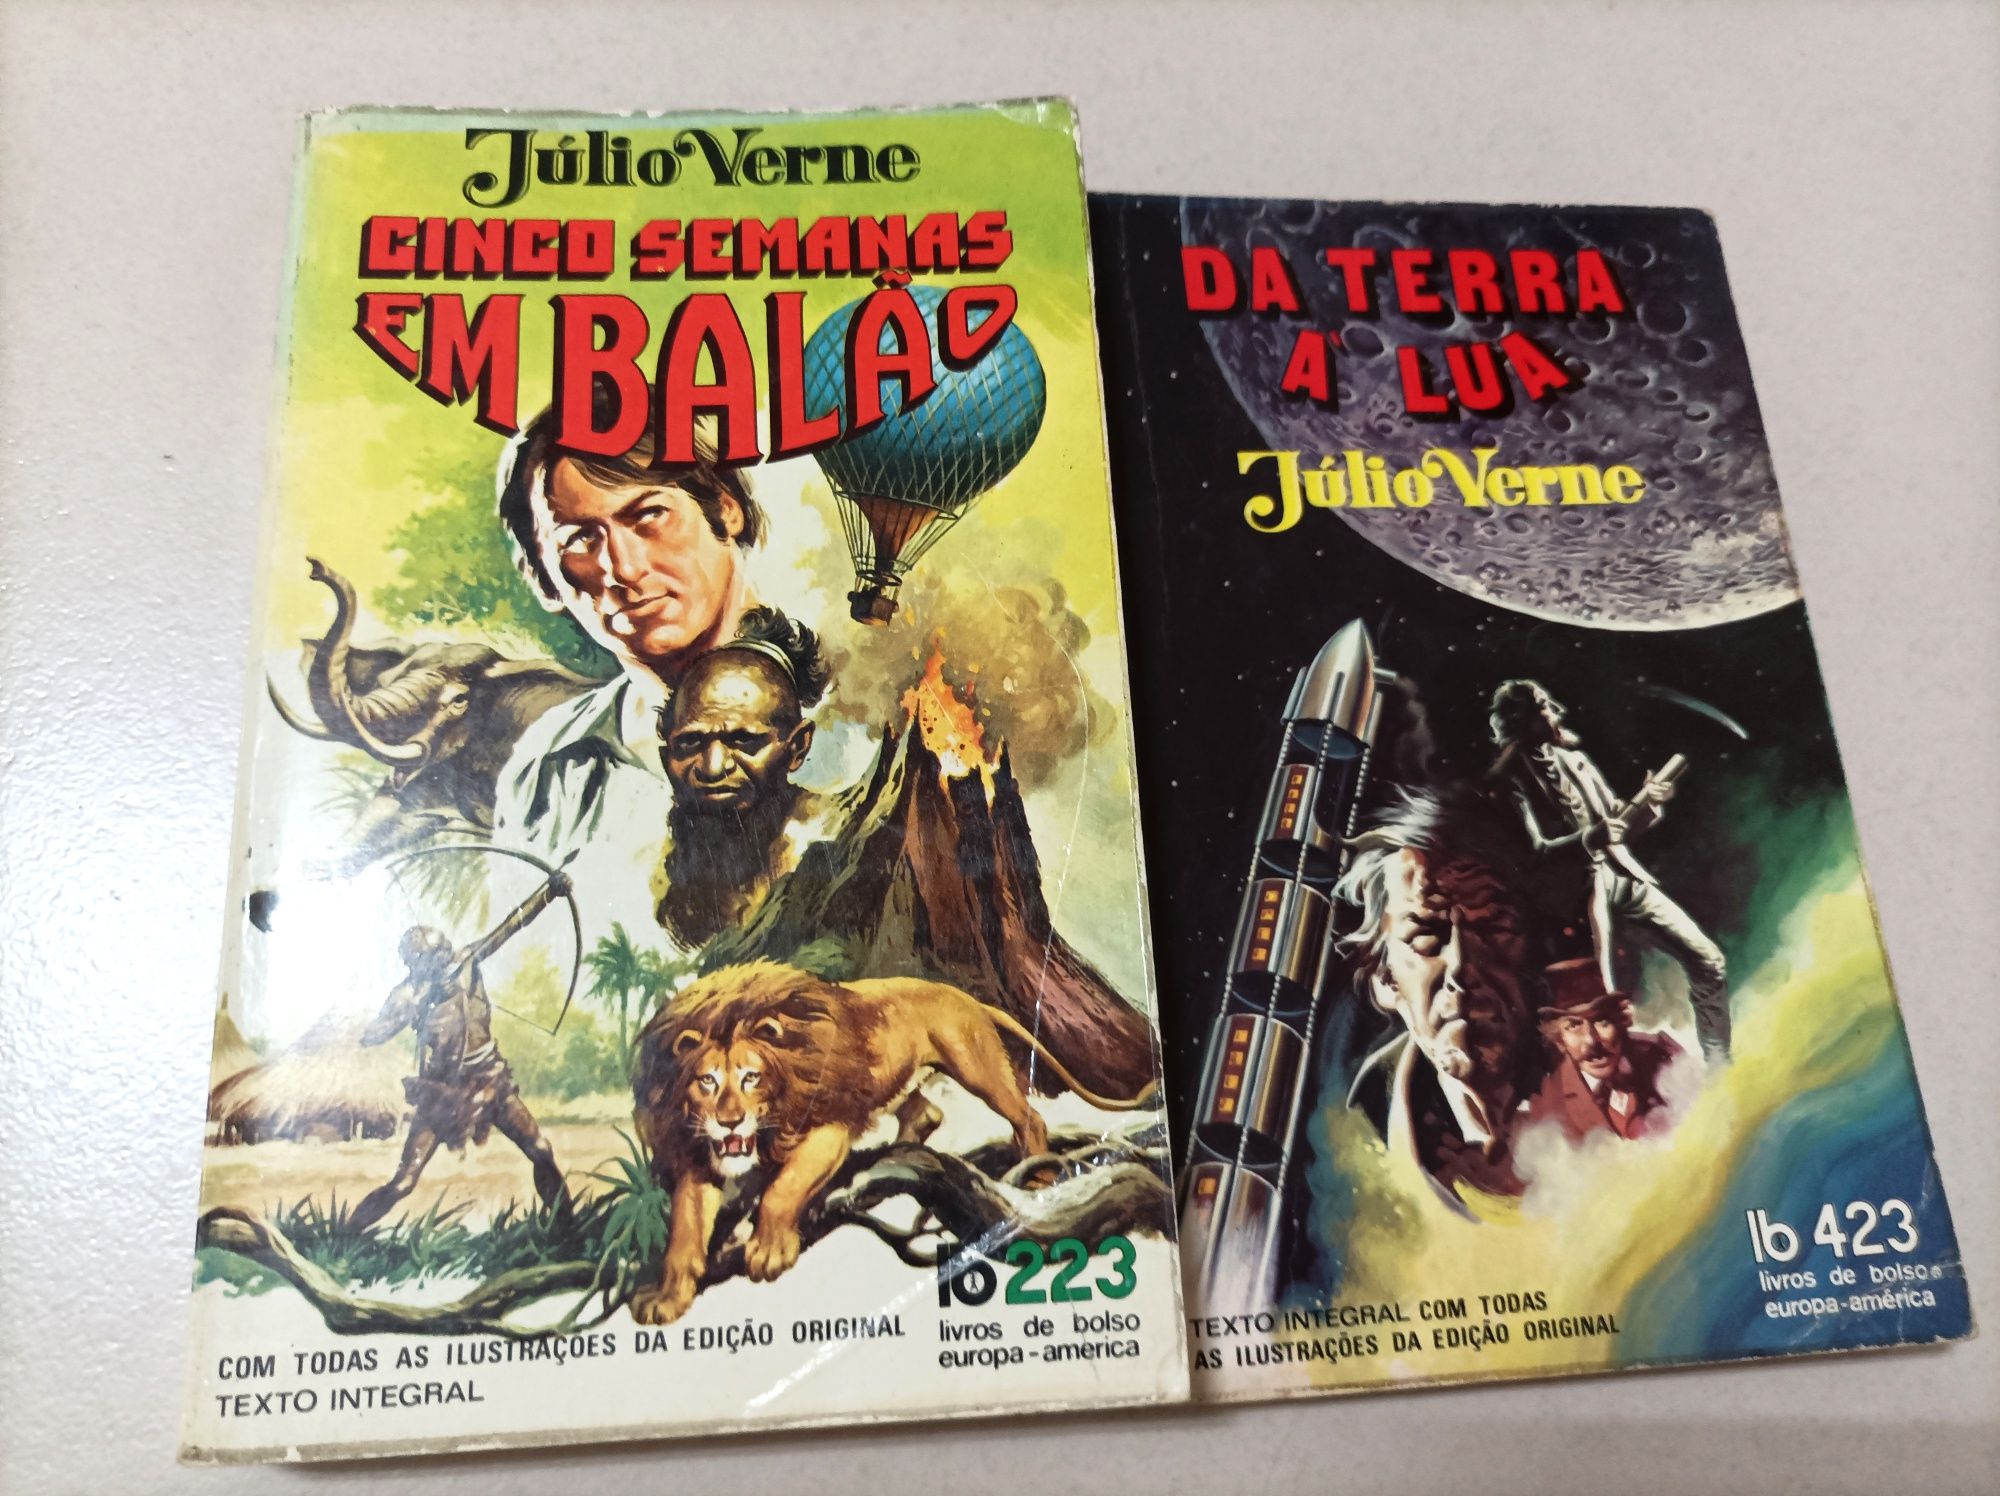 Júlio Verne
CINCO SEMANAS
EM BALÃO
lb 223
livros de bolso
europa-américa
COM TODAS AS ILUSTRAÇÕES DA EDIÇÃO ORIGINAL
TEXTO INTEGRAL
DA TERRA
À LUA
Júlio Verne
lb 423
livros de bolso
europa-américa
TEXTO INTEGRAL COM TODAS
AS ILUSTRAÇÕES DA EDIÇÃO ORIGINAL